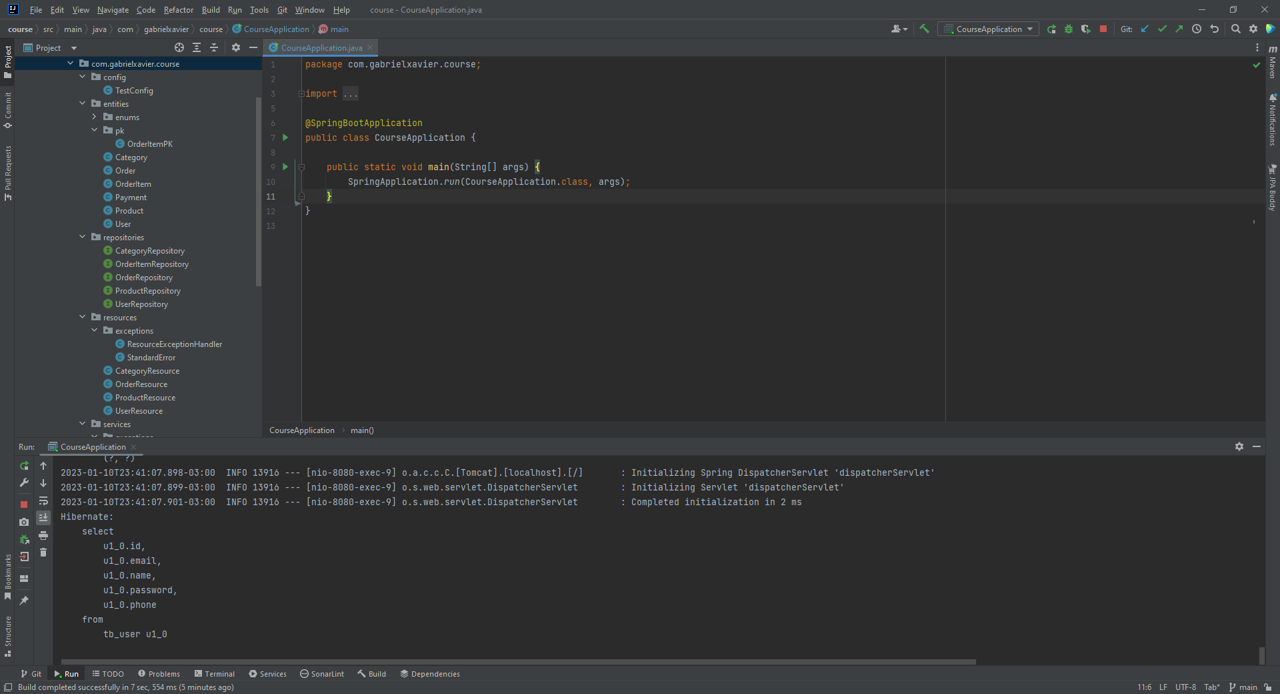 File Edit View Navigate Code Refactor Build Run Tools Git Window Help course - CourseApplication.java
course src main java com gabrielxavier course CourseApplication main
CourseApplication Git:
Project
CourseApplication.java
Project
Commit
Pull Requests
Bookmarks
Structure
com.gabrielxavier.course
config
TestConfig
entities
enums
pk
OrderItemPK
Category
Order
OrderItem
Payment
Product
User
repositories
CategoryRepository
OrderItemRepository
OrderRepository
ProductRepository
UserRepository
resources
exceptions
ResourceExceptionHandler
StandardError
CategoryResource
OrderResource
ProductResource
UserResource
services
1 package com.gabrielxavier.course;
2
3 import ...
5
6 @SpringBootApplication
7 public class CourseApplication {
8
9 public static void main(String[] args) {
10 SpringApplication.run(CourseApplication.class, args);
11 }
12 }
13
CourseApplication main()
Maven
Notifications
JPA Buddy
Run: CourseApplication
(?, ?)
2023-01-10T23:41:07.898-03:00 INFO 13916 --- [nio-8080-exec-9] o.a.c.c.C.[Tomcat].[localhost].[/] : Initializing Spring DispatcherServlet 'dispatcherServlet'
2023-01-10T23:41:07.899-03:00 INFO 13916 --- [nio-8080-exec-9] o.s.web.servlet.DispatcherServlet : Initializing Servlet 'dispatcherServlet'
2023-01-10T23:41:07.901-03:00 INFO 13916 --- [nio-8080-exec-9] o.s.web.servlet.DispatcherServlet : Completed initialization in 2 ms
Hibernate:
select
u1_0.id,
u1_0.email,
u1_0.name,
u1_0.password,
u1_0.phone
from
tb_user u1_0
Git Run TODO Problems Terminal Services SonarLint Build Dependencies
Build completed successfully in 7 sec, 554 ms (5 minutes ago) 11:6 LF UTF-8 Tab* main